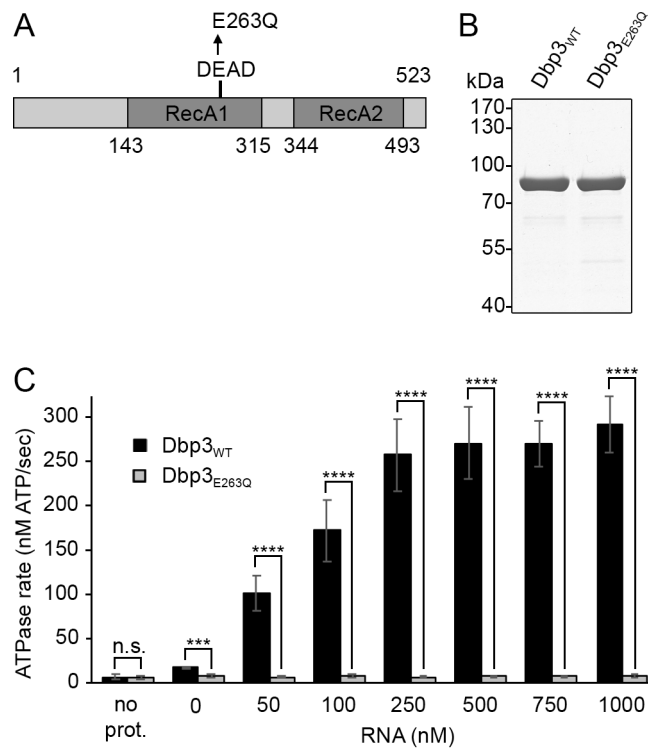 A
E263Q
1
DEAD
523
RecA1
RecA2
143
315
344
493
B
Dbp3WT
Dbp3E263Q
kDa
170
130
100
70
55
40
C
ATPase rate (nM ATP/sec)
300
250
200
150
100
50
0
Dbp3WT
Dbp3E263Q
n.s.
***
****
****
****
****
****
****
no prot.
0
50
100
250
500
750
1000
RNA (nM)